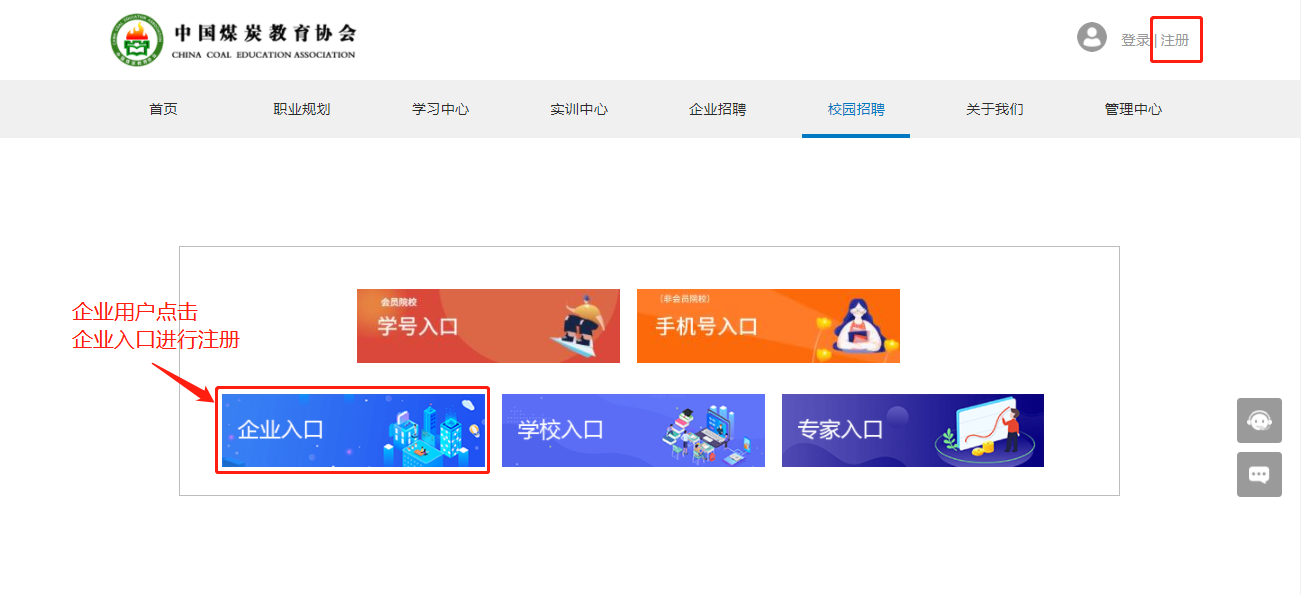 中国煤炭教育协会
CHINA COAL EDUCATION ASSOCIATION
登录 | 注册
首页 职业规划 学习中心 实训中心 企业招聘 校园招聘 关于我们 管理中心
企业用户点击
企业入口进行注册
会员院校
学号入口
（非会员院校）
手机号入口
企业入口
学校入口
专家入口